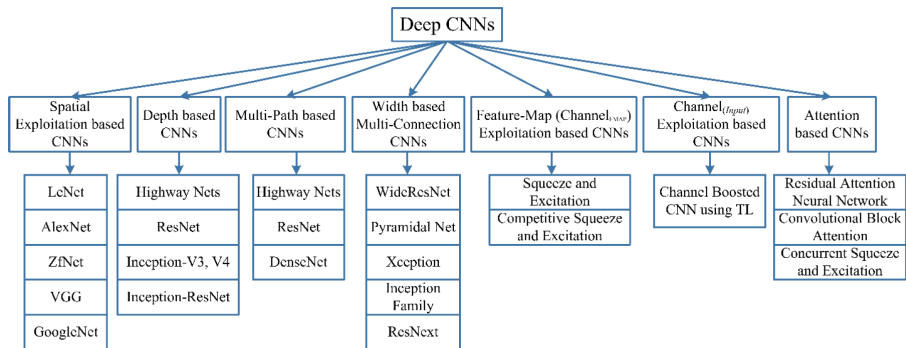 Deep CNNs
Spatial
Exploitation based
CNNs
Depth based
CNNs
Multi-Path based
CNNs
Width based
Multi-Connection
CNNs
Feature-Map (ChannelFMAP)
Exploitation based CNNs
Channel(Input)
Exploitation based
CNNs
Attention
based CNNs
LeNet
AlexNet
ZfNet
VGG
GoogleNet
Highway Nets
ResNet
Inception-V3, V4
Inception-ResNet
Highway Nets
ResNet
DenseNet
WideResNet
Pyramidal Net
Xception
Inception
Family
ResNext
Squeeze and
Excitation
Competitive Squeeze
and Excitation
Channel Boosted
CNN using TL
Residual Attention
Neural Network
Convolutional Block
Attention
Concurrent Squeeze
and Excitation